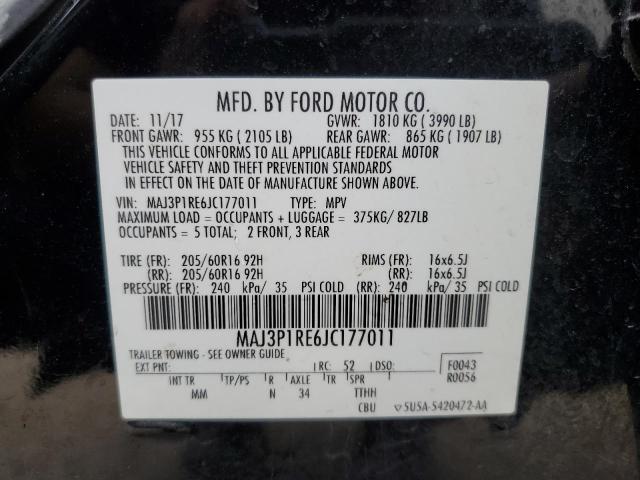 MFD. BY FORD MOTOR CO.
DATE: 11/17 GVWR: 1810 KG ( 3990 LB)
FRONT GAWR: 955 KG ( 2105 LB) REAR GAWR: 865 KG ( 1907 LB)
THIS VEHICLE CONFORMS TO ALL APPLICABLE FEDERAL MOTOR
VEHICLE SAFETY AND THEFT PREVENTION STANDARDS
IN EFFECT ON THE DATE OF MANUFACTURE SHOWN ABOVE.
VIN: MAJ3P1RE6JC177011 TYPE: MPV
MAXIMUM LOAD = OCCUPANTS + LUGGAGE = 375KG/ 827LB
OCCUPANTS = 5 TOTAL; 2 FRONT, 3 REAR
TIRE (FR): 205/60R16 92H RIMS (FR): 16x6.5J
(RR): 205/60R16 92H (RR): 16x6.5J
PRESSURE (FR): 240 kPa/ 35 PSI COLD (RR): 240 kPa/ 35 PSI COLD
MAJ3P1RE6JC177011
TRAILER TOWING - SEE OWNER GUIDE
EXT PNT: RC: 52 DSO: F0043
INT TR TP/PS R AXLE TR SPR R0056
MM N 34 TTHH
CBU 5U5A-5420472-AA